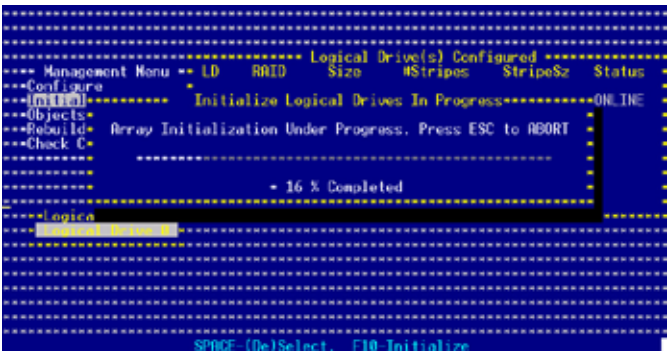 Logical Drive(s) Configured
Management Menu LD RAID Size #Stripes StripeSz Status
Configure
Initial Initialize Logical Drives In Progress ONLINE
Objects
Rebuild Array Initialization Under Progress. Press ESC to ABORT
Check C
16 % Completed
Logica
Logical Drive 0
SPACE-(De)Select, F10-Initialize